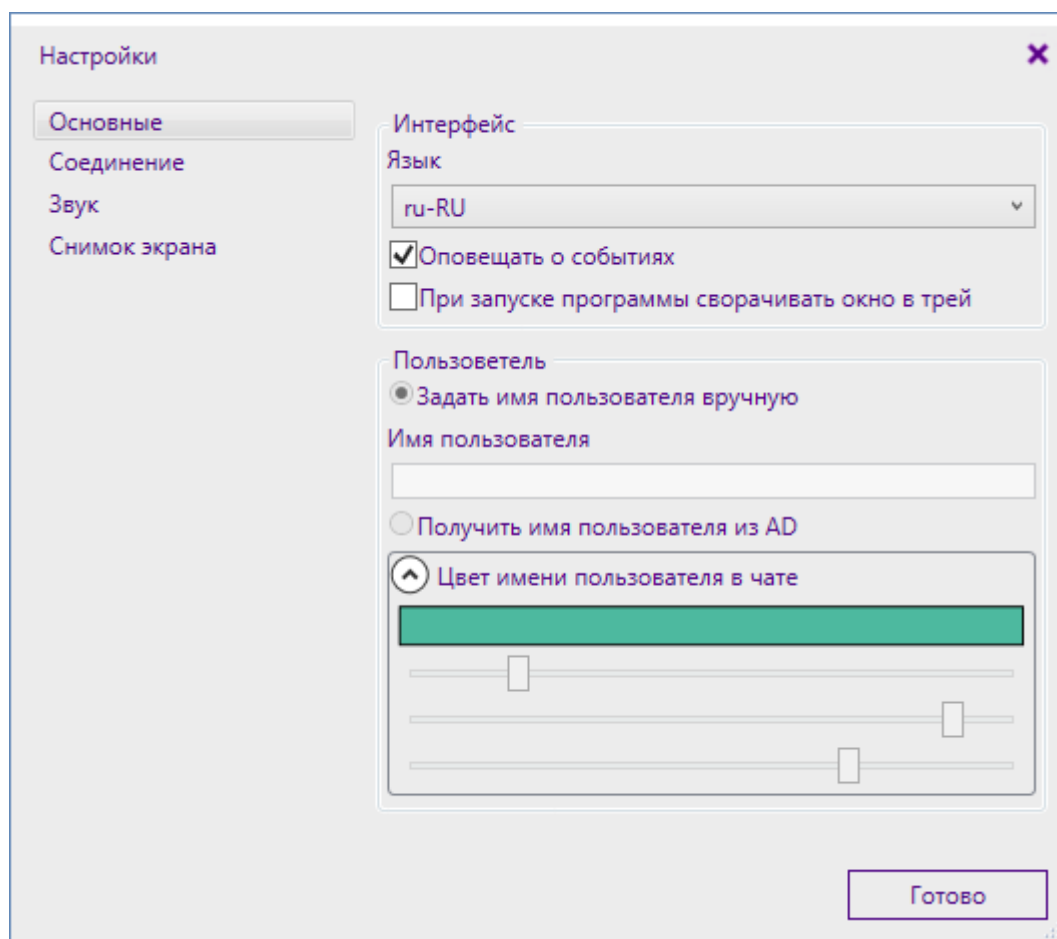 Настройки
Основные
Соединение
Звук
Снимок экрана
Интерфейс
Язык
ru-RU
Оповещать о событиях
При запуске программы сворачивать окно в трей
Пользоветель
Задать имя пользователя вручную
Имя пользователя
Получить имя пользователя из AD
Цвет имени пользователя в чате
Готово